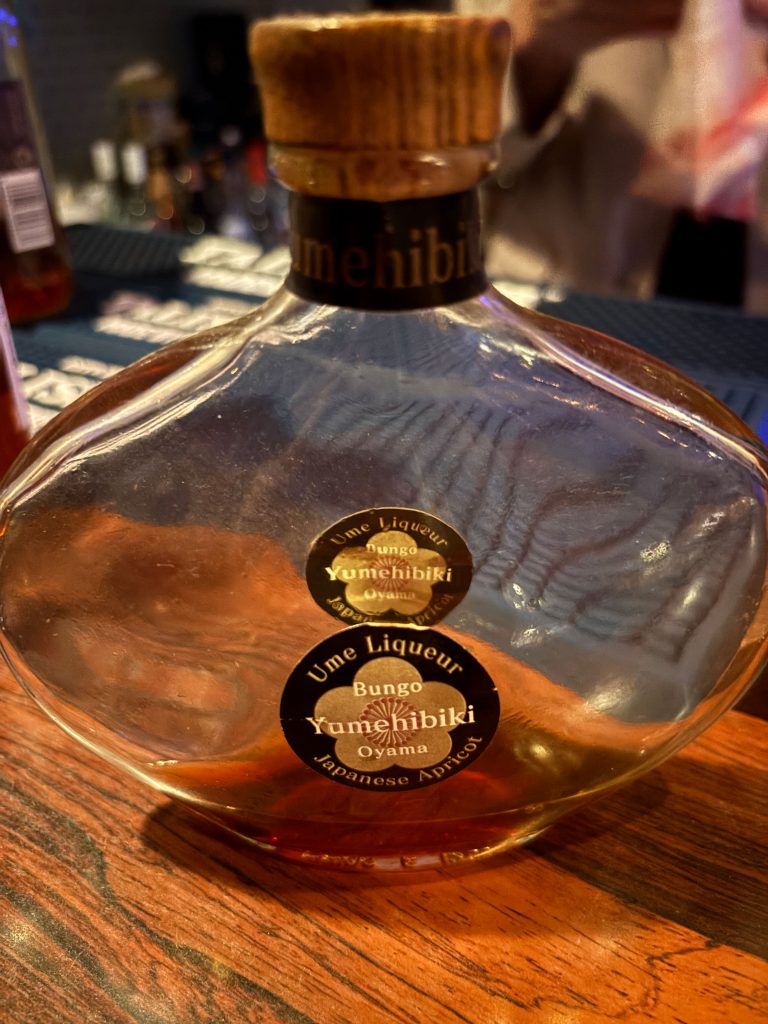 Yumehibiki
Ume Liqueur
Bungo
Yumehibiki
Oyama
Japanese Apricot
Ume Liqueur
Bungo
Yumehibiki
Oyama
Japanese Apricot